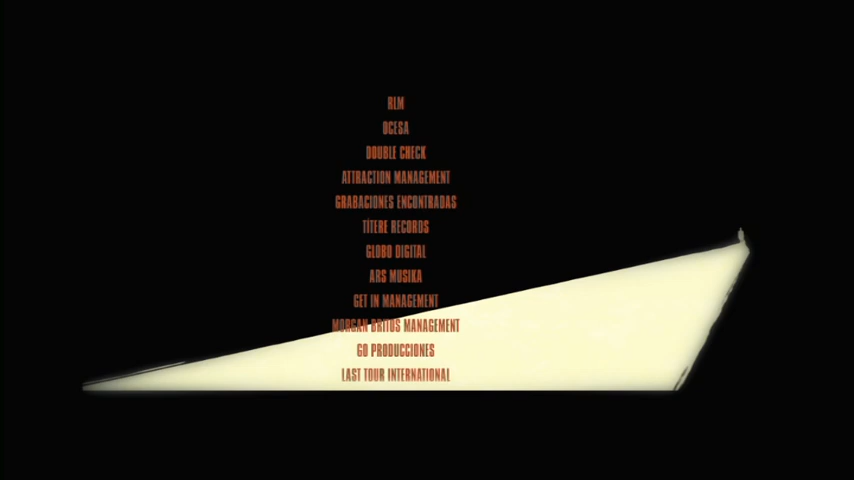 RLM
OCESA
DOUBLE CHECK
ATTRACTION MANAGEMENT
GRABACIONES ENCONTRADAS
TÍTERE RECORDS
GLOBO DIGITAL
ARS MUSIKA
GET IN MANAGEMENT
MORGAN BRITOS MANAGEMENT
GO PRODUCCIONES
LAST TOUR INTERNATIONAL